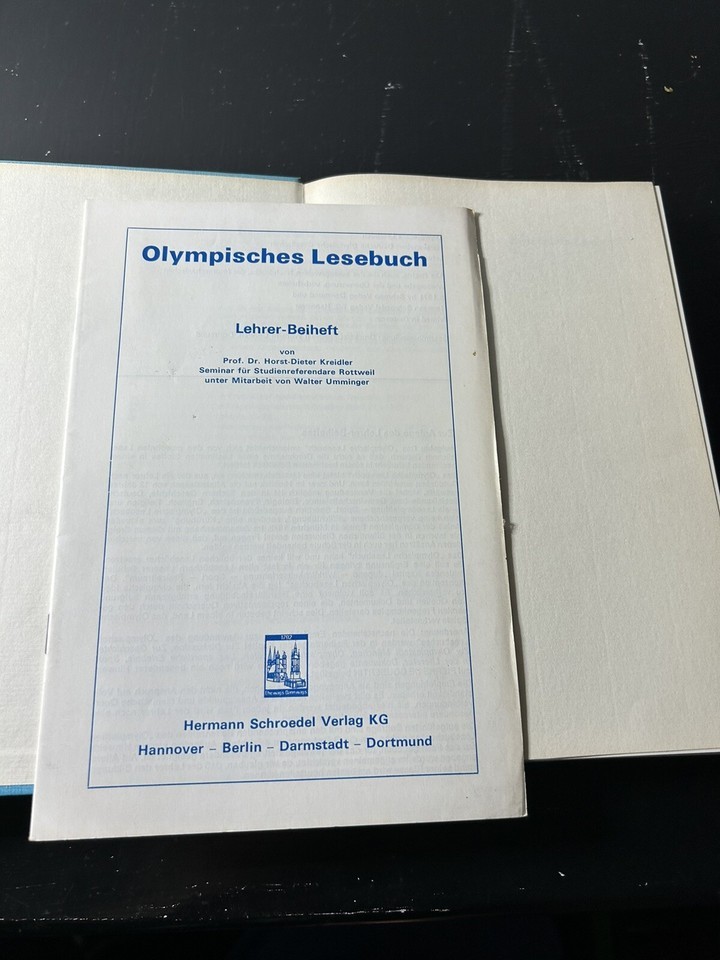 Olympisches Lesebuch
Lehrer-Beiheft
von
Prof. Dr. Horst-Dieter Kreidler
Seminar für Studienreferendare Rottweil
unter Mitarbeit von Walter Umminger
1792
Hermann Schroedel Verlag KG
Hannover – Berlin – Darmstadt – Dortmund